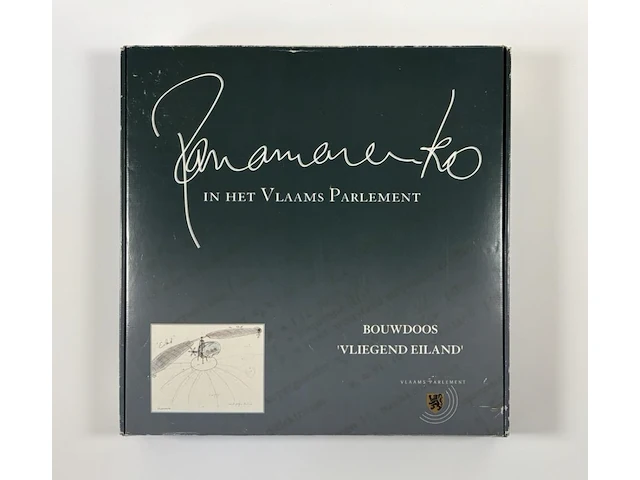 Panamarenko
IN HET VLAAMS PARLEMENT
BOUWDOOS
'VLIEGEND EILAND'
VLAAMS PARLEMENT